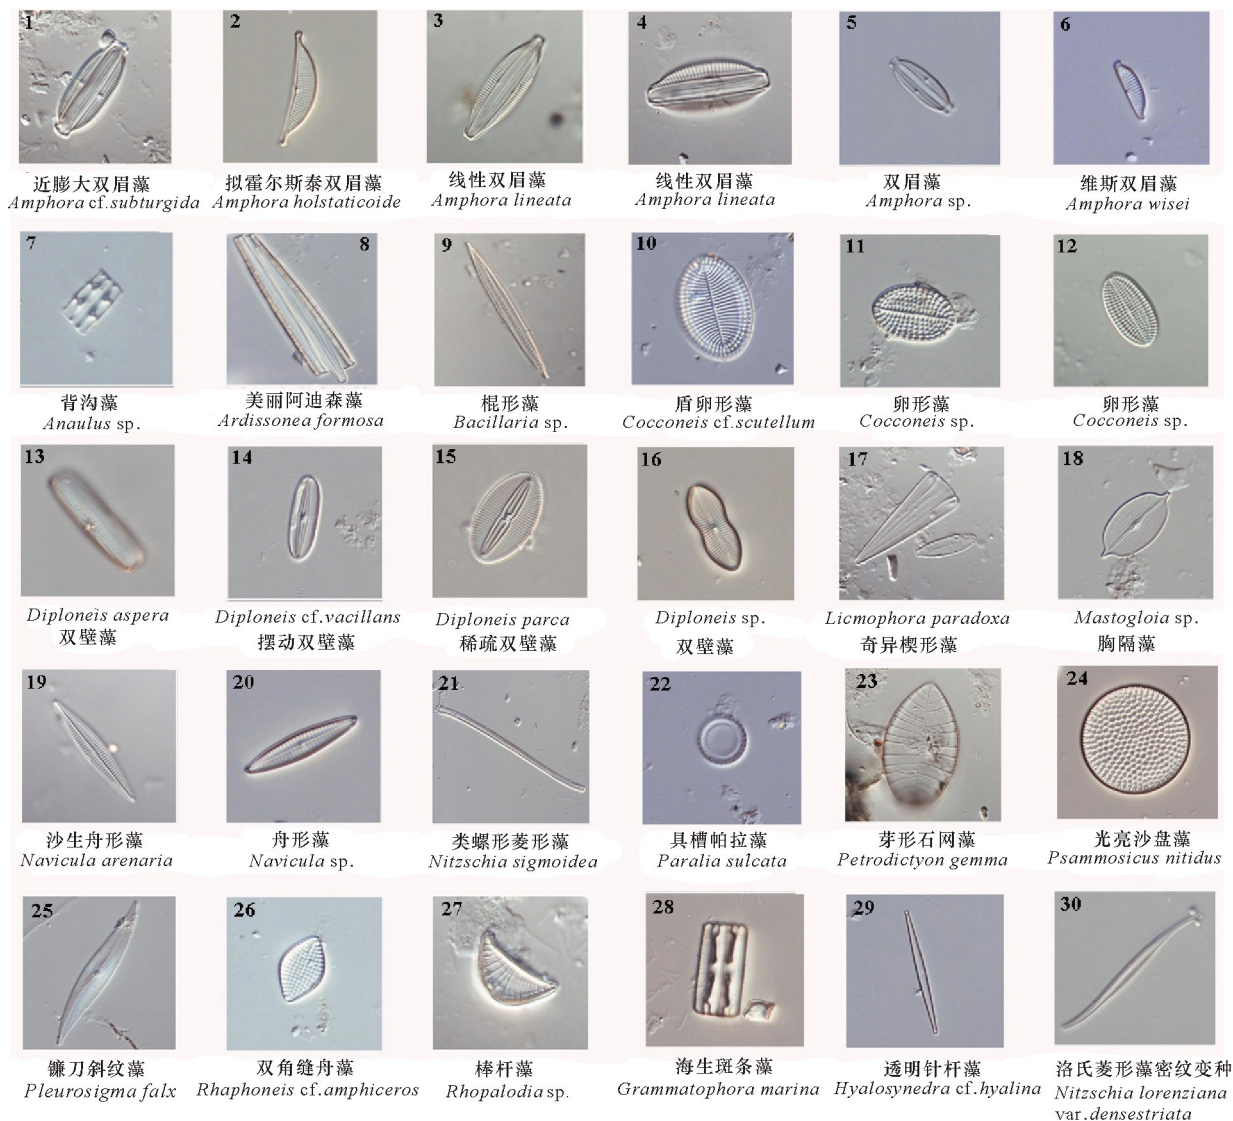 1 2 3 4 5 6
近膨大双眉藻 拟霍尔斯泰双眉藻 线性双眉藻 线性双眉藻 双眉藻 维斯双眉藻
Amphora cf.subturgida Amphora holstaticoide Amphora lineata Amphora lineata Amphora sp. Amphora wisei
7 8 9 10 11 12
背沟藻 美丽阿迪森藻 棍形藻 盾卵形藻 卵形藻 卵形藻
Anaulus sp. Ardissonea formosa Bacillaria sp. Cocconeis cf.scutellum Cocconeis sp. Cocconeis sp.
13 14 15 16 17 18
Diploneis aspera Diploneis cf.vacillans Diploneis parca Diploneis sp. Licmophora paradoxa Mastogloia sp.
双壁藻 摆动双壁藻 稀疏双壁藻 双壁藻 奇异楔形藻 胸隔藻
19 20 21 22 23 24
沙生舟形藻 舟形藻 类螺形菱形藻 具槽帕拉藻 芽形石网藻 光亮沙盘藻
Navicula arenaria Navicula sp. Nitzschia sigmoidea Paralia sulcata Petrodictyon gemma Psammosicus nitidus
25 26 27 28 29 30
镰刀斜纹藻 双角缝舟藻 棒杆藻 海生斑条藻 透明针杆藻 洛氏菱形藻密纹变种
Pleurosigma falx Rhaphoneis cf.amphiceros Rhopalodia sp. Grammatophora marina Hyalosynedra cf.hyalina Nitzschia lorenziana
var.densestriata